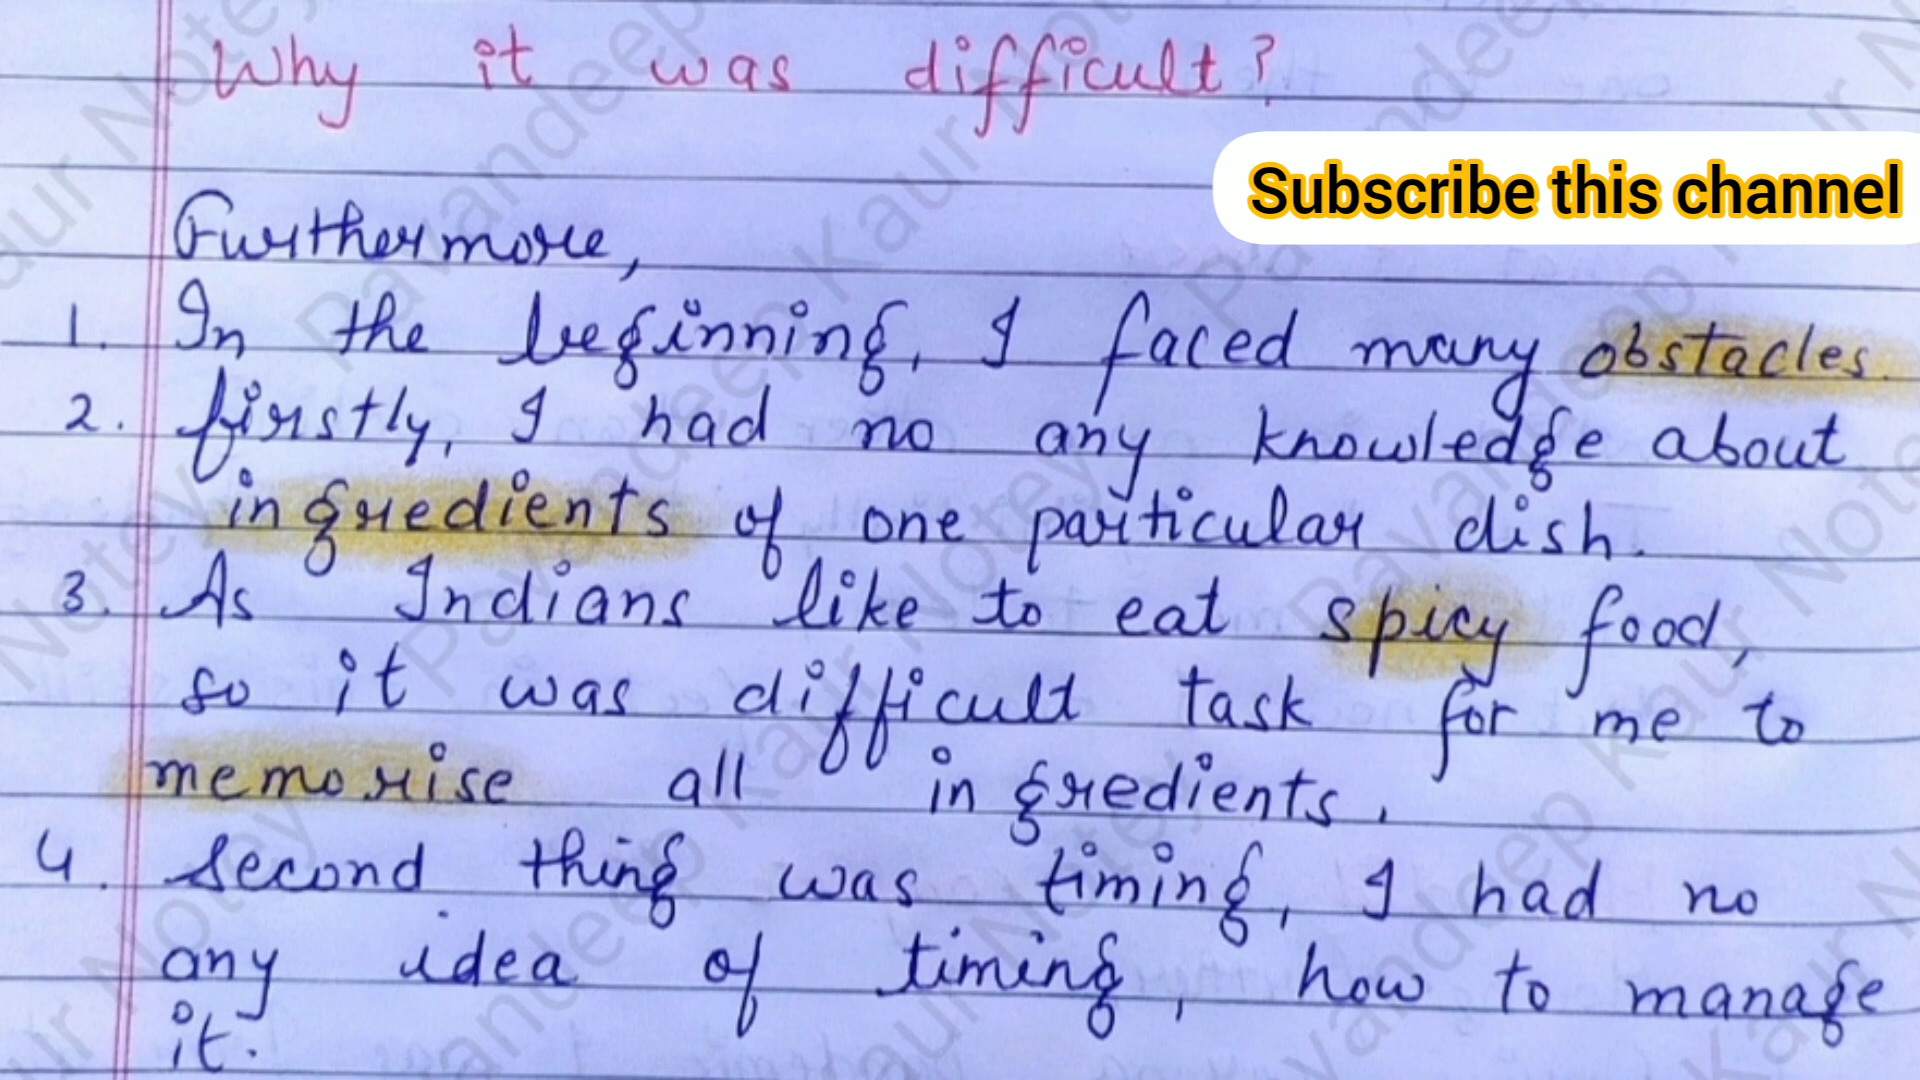 Why it was difficult?
Subscribe this channel
Furthermore,
1. In the beginning, I faced many obstacles.
2. firstly, I had no any knowledge about
ingredients of one particular dish.
3. As Indians like to eat spicy food,
so it was difficult task for me to
memorise all ingredients.
4. Second thing was timing, I had no
any idea of timing, how to manage
it.